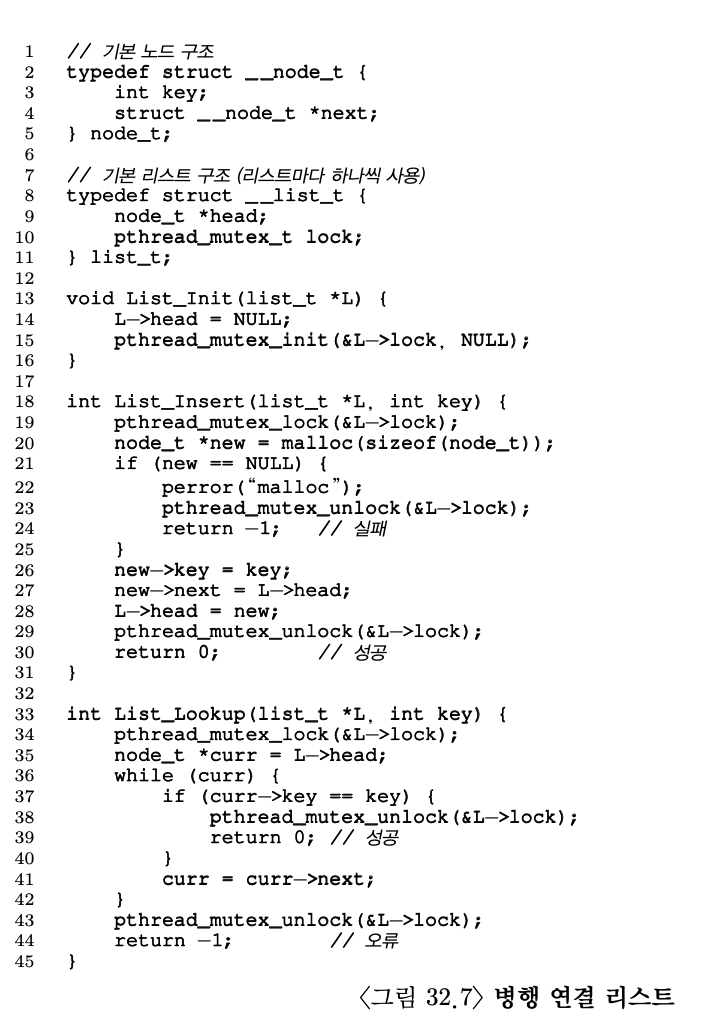 1 // 기본 노드 구조
2 typedef struct __node_t {
3     int key;
4     struct __node_t *next;
5 } node_t;
6
7 // 기본 리스트 구조 (리스트마다 하나씩 사용)
8 typedef struct __list_t {
9     node_t *head;
10     pthread_mutex_t lock;
11 } list_t;
12
13 void List_Init(list_t *L) {
14     L->head = NULL;
15     pthread_mutex_init(&L->lock, NULL);
16 }
17
18 int List_Insert(list_t *L, int key) {
19     pthread_mutex_lock(&L->lock);
20     node_t *new = malloc(sizeof(node_t));
21     if (new == NULL) {
22         perror(“malloc”);
23         pthread_mutex_unlock(&L->lock);
24         return -1;   // 실패
25     }
26     new->key = key;
27     new->next = L->head;
28     L->head = new;
29     pthread_mutex_unlock(&L->lock);
30     return 0;        // 성공
31 }
32
33 int List_Lookup(list_t *L, int key) {
34     pthread_mutex_lock(&L->lock);
35     node_t *curr = L->head;
36     while (curr) {
37         if (curr->key == key) {
38             pthread_mutex_unlock(&L->lock);
39             return 0; // 성공
40         }
41         curr = curr->next;
42     }
43     pthread_mutex_unlock(&L->lock);
44     return -1;        // 오류
45 }
〈그림 32.7〉 병행 연결 리스트